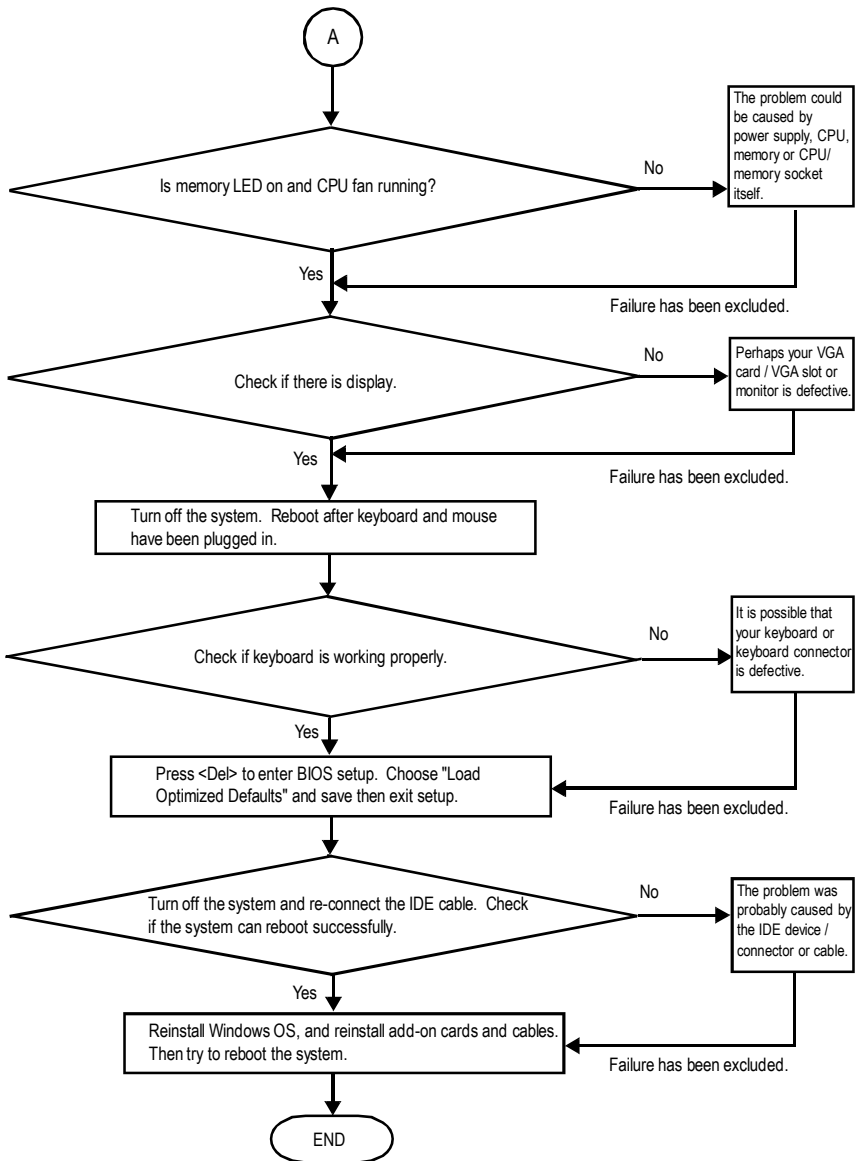 A
Is memory LED on and CPU fan running?
No
The problem could
be caused by
power supply, CPU,
memory or CPU/
memory socket
itself.
Yes
Failure has been excluded.
Check if there is display.
No
Perhaps your VGA
card / VGA slot or
monitor is defective.
Yes
Failure has been excluded.
Turn off the system. Reboot after keyboard and mouse
have been plugged in.
Check if keyboard is working properly.
No
It is possible that
your keyboard or
keyboard connector
is defective.
Yes
Press <Del> to enter BIOS setup. Choose "Load
Optimized Defaults" and save then exit setup.
Failure has been excluded.
Turn off the system and re-connect the IDE cable. Check
if the system can reboot successfully.
No
The problem was
probably caused by
the IDE device /
connector or cable.
Yes
Reinstall Windows OS, and reinstall add-on cards and cables.
Then try to reboot the system.
Failure has been excluded.
END